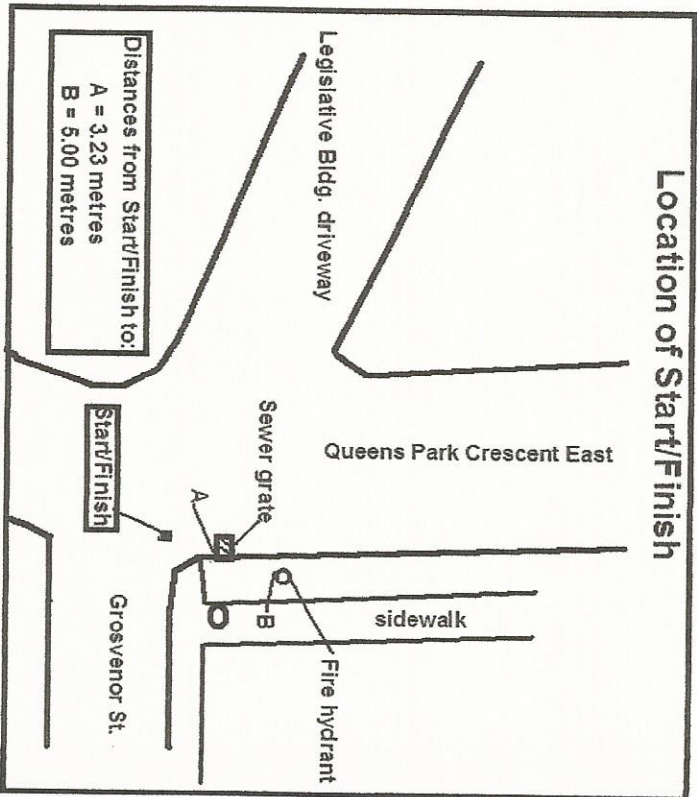 Location of Start/Finish
Legislative Bldg. driveway
Queens Park Crescent East
Distances from Start/Finish to:
A = 3.23 metres
B = 5.00 metres
Sewer grate
A
Start/Finish
B
sidewalk
Fire hydrant
Grosvenor St.